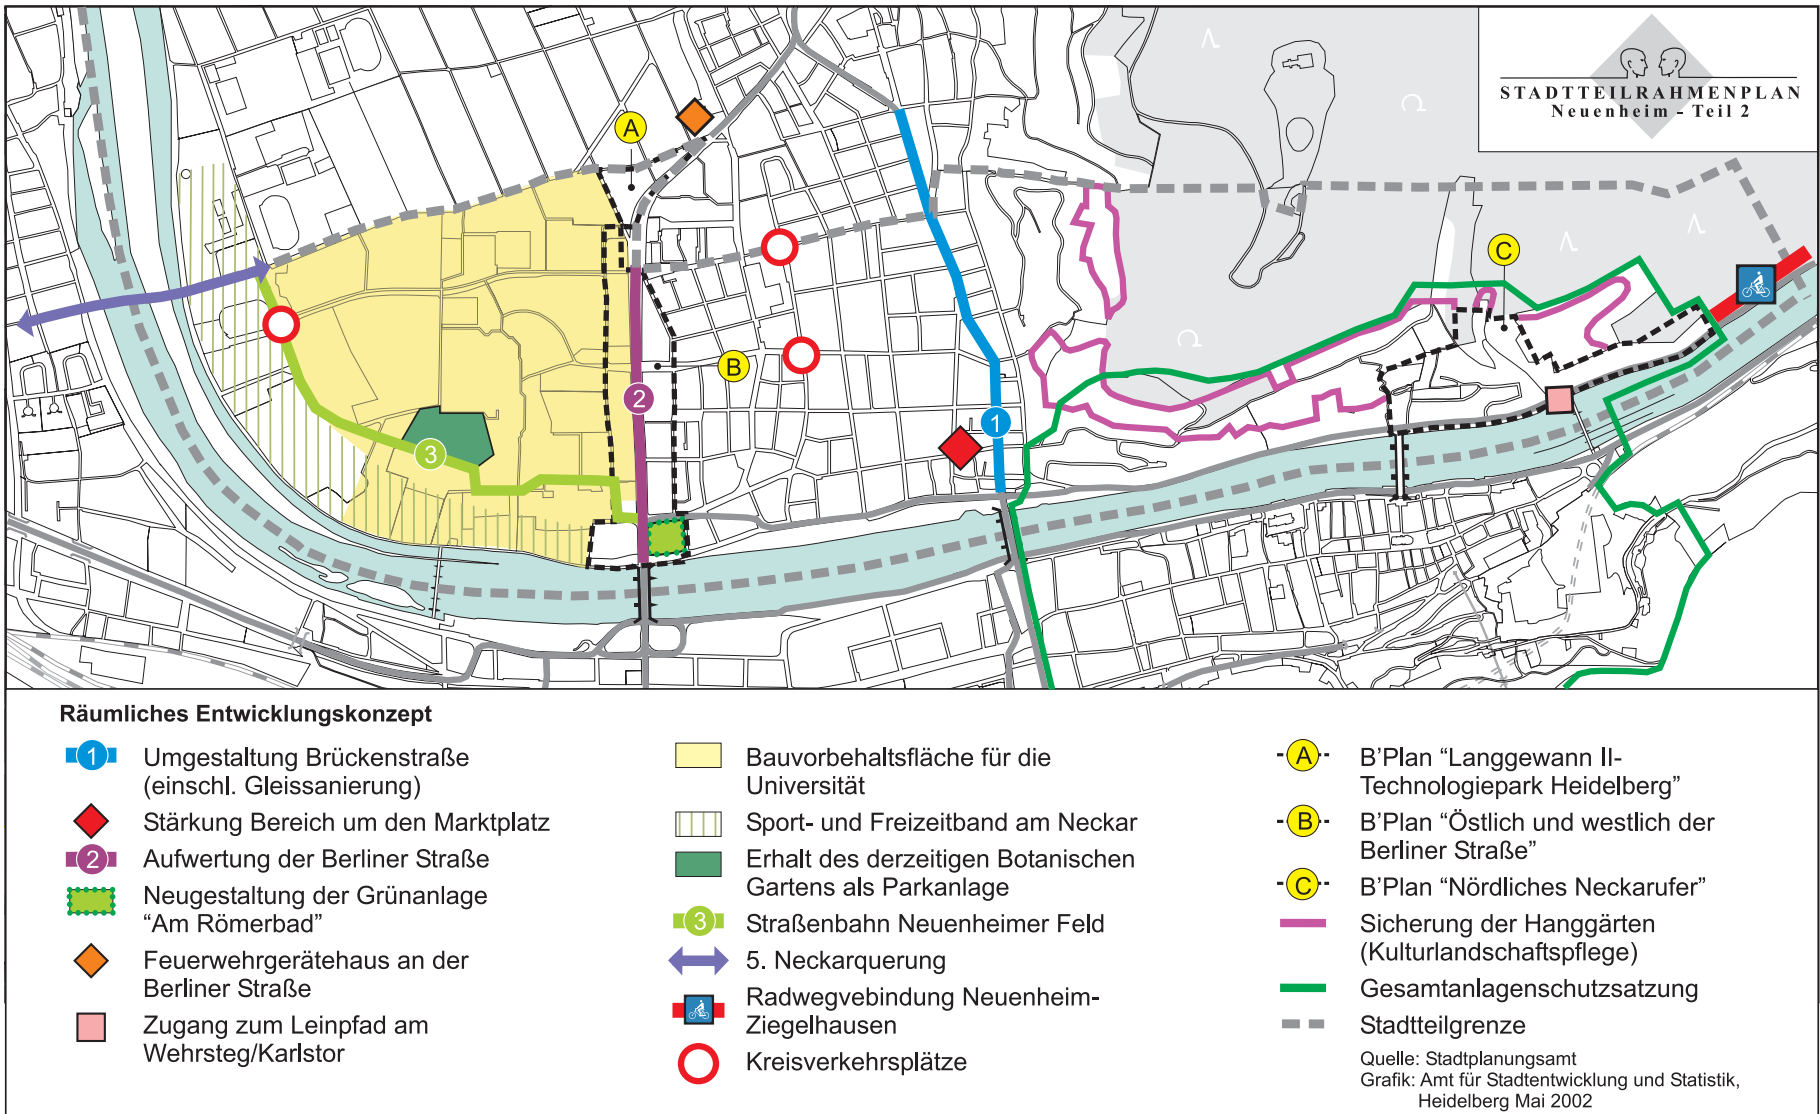 STADTTEILRAHMENPLAN
Neuenheim - Teil 2
A
C
B
2
1
3
Räumliches Entwicklungskonzept
1 Umgestaltung Brückenstraße
(einschl. Gleissanierung)
Stärkung Bereich um den Marktplatz
2 Aufwertung der Berliner Straße
Neugestaltung der Grünanlage
“Am Römerbad”
Feuerwehrgerätehaus an der
Berliner Straße
Zugang zum Leinpfad am
Wehrsteg/Karlstor
Bauvorbehaltsfläche für die
Universität
Sport- und Freizeitband am Neckar
Erhalt des derzeitigen Botanischen
Gartens als Parkanlage
3 Straßenbahn Neuenheimer Feld
5. Neckarquerung
Radwegvebindung Neuenheim-
Ziegelhausen
Kreisverkehrsplätze
A B’Plan “Langgewann II-
Technologiepark Heidelberg”
B B’Plan “Östlich und westlich der
Berliner Straße”
C B’Plan “Nördliches Neckarufer”
Sicherung der Hanggärten
(Kulturlandschaftspflege)
Gesamtanlagenschutzsatzung
Stadtteilgrenze
Quelle: Stadtplanungsamt
Grafik: Amt für Stadtentwicklung und Statistik,
Heidelberg Mai 2002